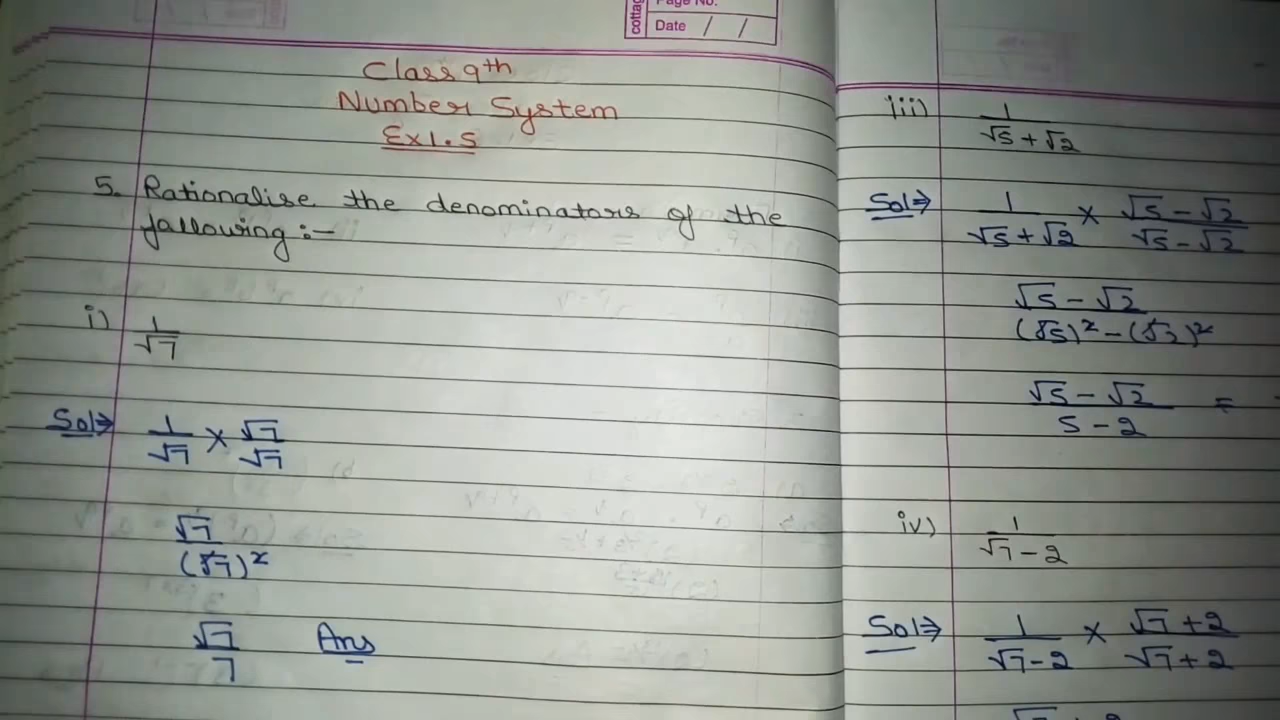 cottag
Page No.
Date / /
Class 9th
Number System
Ex 1.5
5. Rationalise the denominators of the
following :-
i) 1/√7
Sol⇒ 1/√7 × √7/√7
√7/(√7)²
√7/7 Ans
iii) 1/(√5+√2)
Sol⇒ 1/(√5+√2) × (√5-√2)/(√5-√2)
(√5-√2)/((√5)²-(√2)²)
(√5-√2)/(5-2) =
iv) 1/(√7-2)
Sol⇒ 1/(√7-2) × (√7+2)/(√7+2)